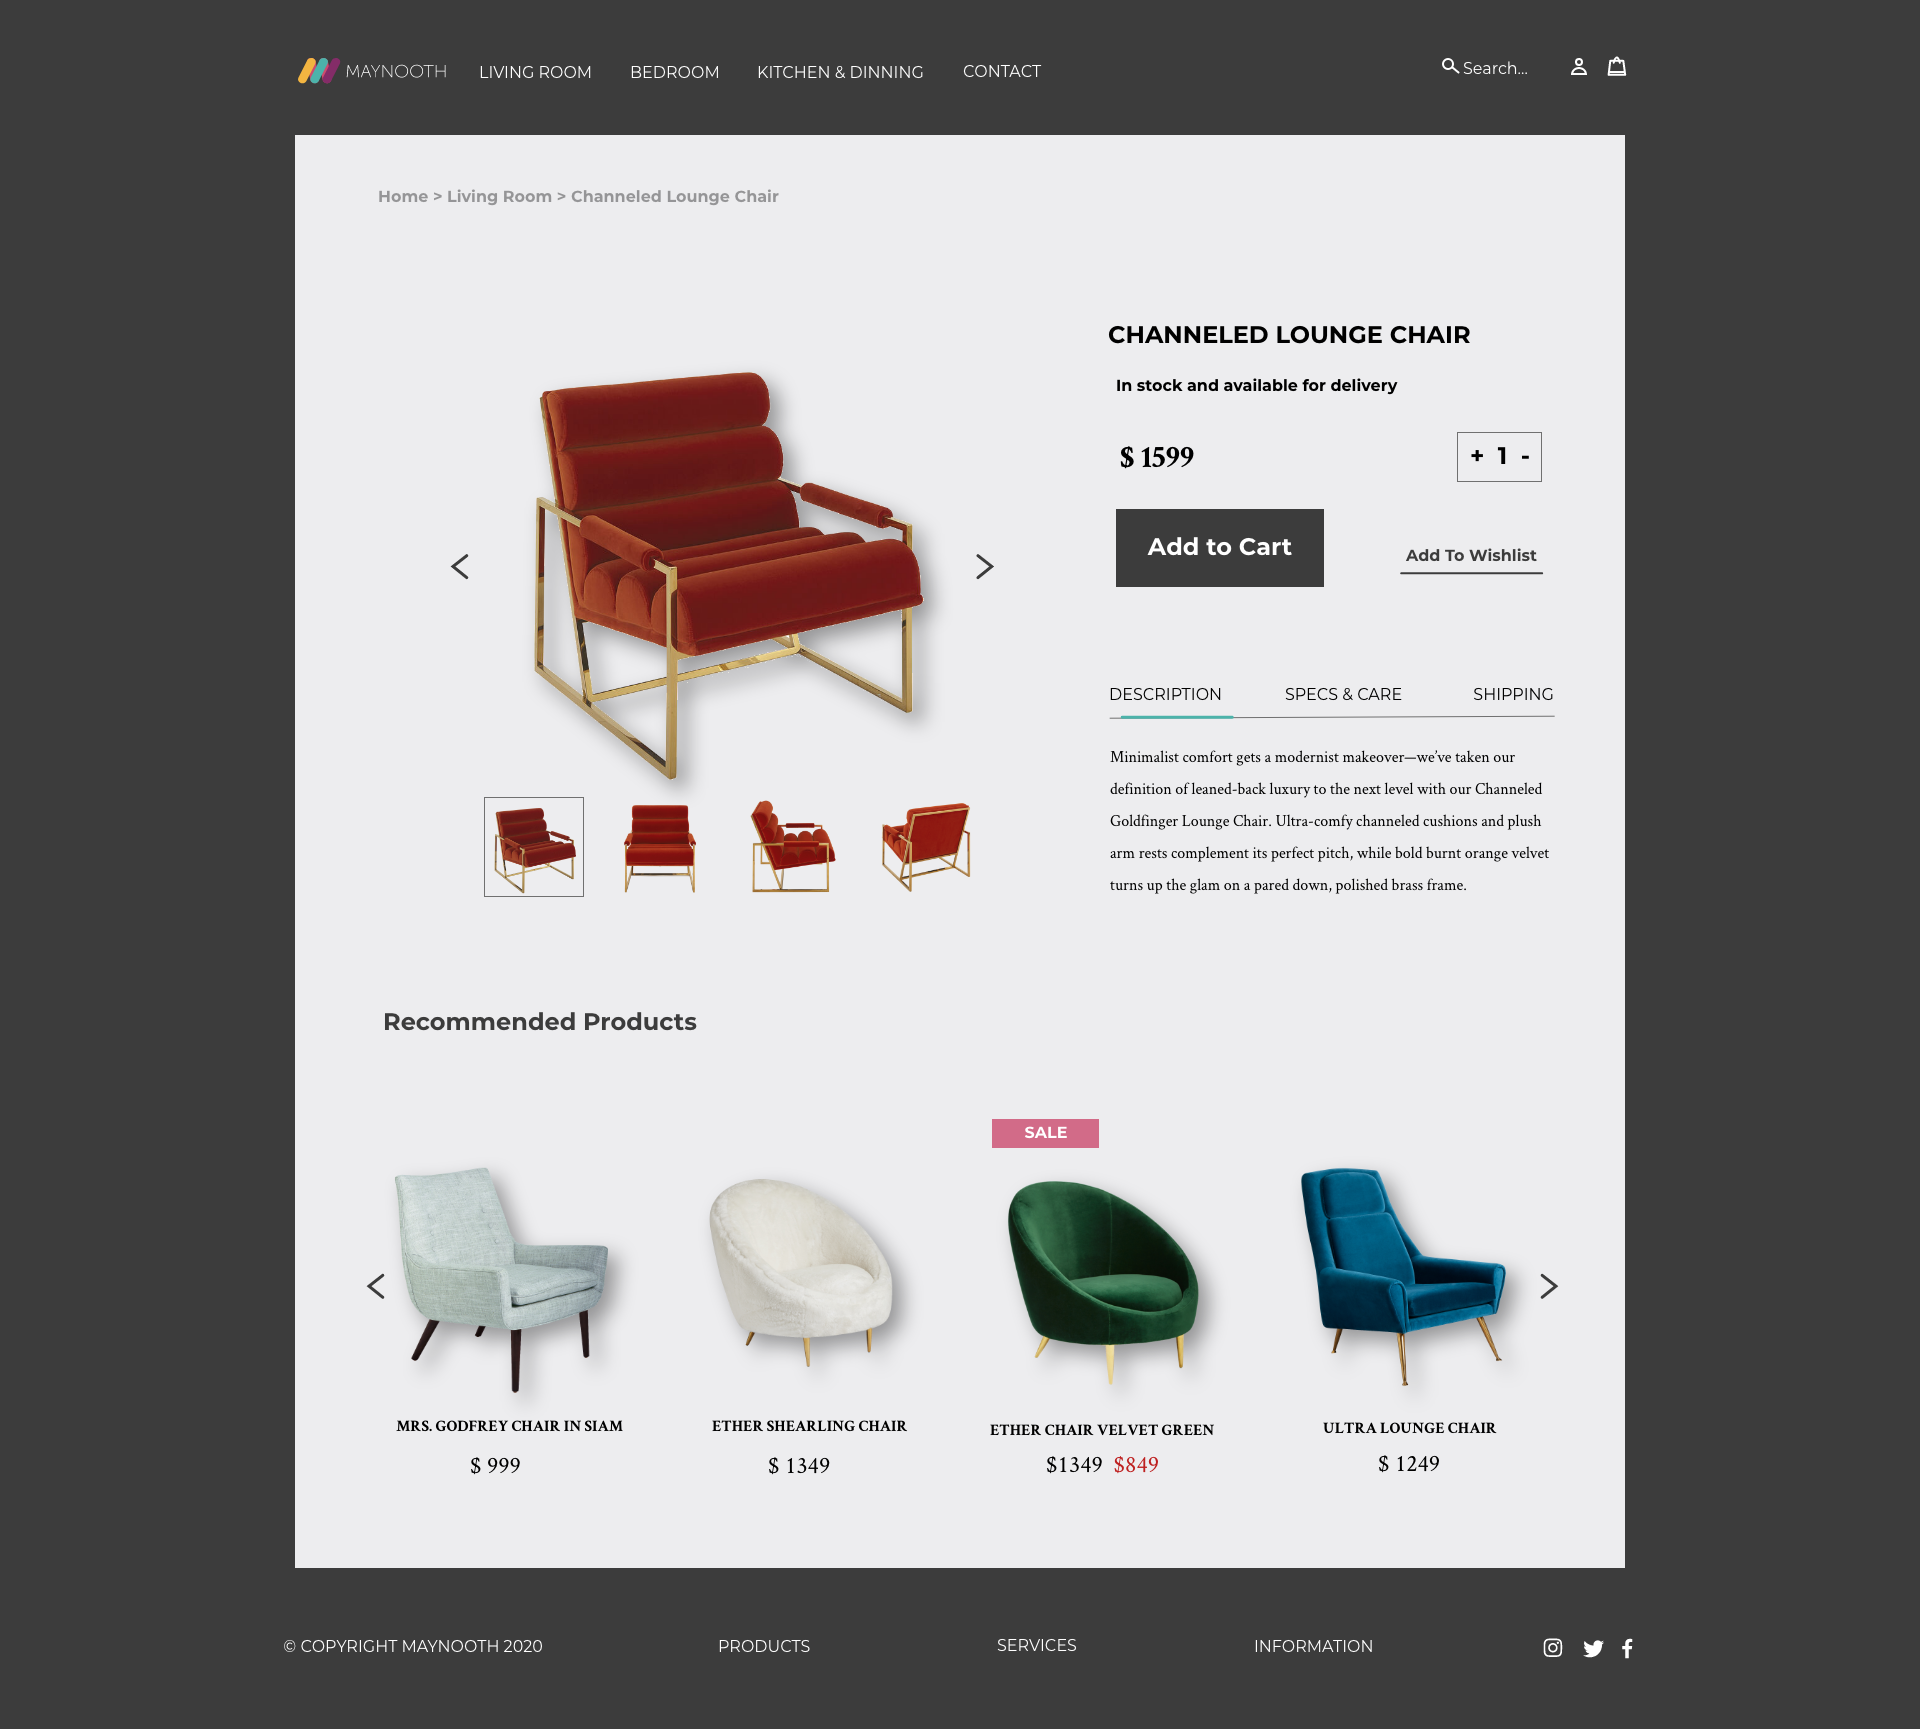 MAYNOOTH LIVING ROOM BEDROOM KITCHEN & DINNING CONTACT Search...
Home > Living Room > Channeled Lounge Chair
CHANNELED LOUNGE CHAIR
In stock and available for delivery
$ 1599
+ 1 -
Add to Cart
Add To Wishlist
DESCRIPTION SPECS & CARE SHIPPING
Minimalist comfort gets a modernist makeover—we’ve taken our
definition of leaned-back luxury to the next level with our Channeled
Goldfinger Lounge Chair. Ultra-comfy channeled cushions and plush
arm rests complement its perfect pitch, while bold burnt orange velvet
turns up the glam on a pared down, polished brass frame.
Recommended Products
SALE
MRS. GODFREY CHAIR IN SIAM
$ 999
ETHER SHEARLING CHAIR
$ 1349
ETHER CHAIR VELVET GREEN
$1349 $849
ULTRA LOUNGE CHAIR
$ 1249
© COPYRIGHT MAYNOOTH 2020 PRODUCTS SERVICES INFORMATION